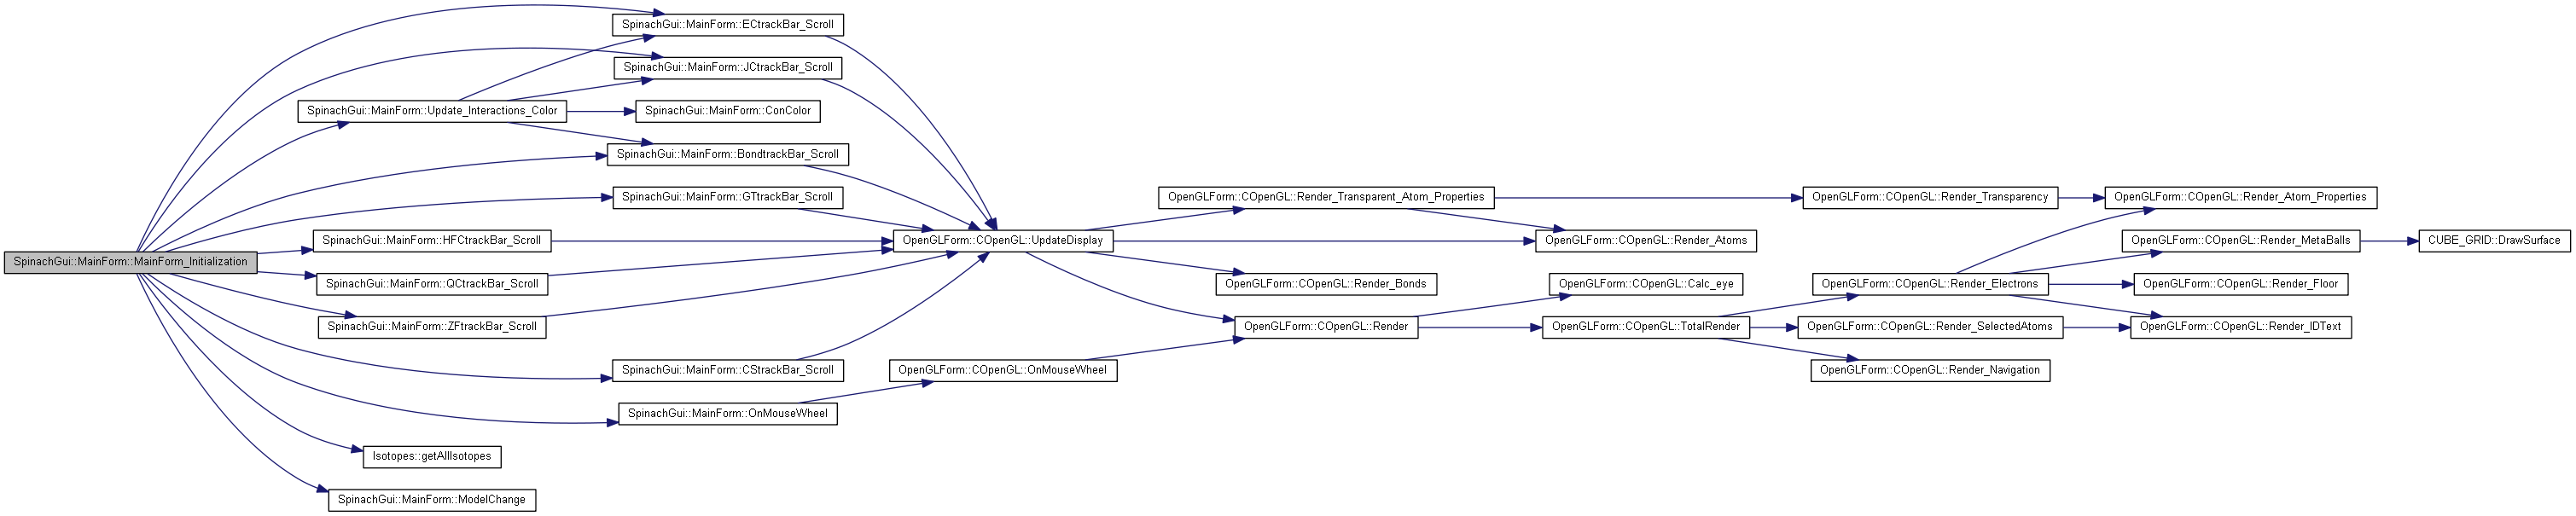 SpinachGui::MainForm::MainForm_Initialization
SpinachGui::MainForm::ECtrackBar_Scroll
SpinachGui::MainForm::JCtrackBar_Scroll
SpinachGui::MainForm::Update_Interactions_Color
SpinachGui::MainForm::ConColor
SpinachGui::MainForm::BondtrackBar_Scroll
SpinachGui::MainForm::GTtrackBar_Scroll
SpinachGui::MainForm::HFCtrackBar_Scroll
SpinachGui::MainForm::QCtrackBar_Scroll
SpinachGui::MainForm::ZFtrackBar_Scroll
SpinachGui::MainForm::CStrackBar_Scroll
SpinachGui::MainForm::OnMouseWheel
Isotopes::getAllIsotopes
SpinachGui::MainForm::ModelChange
OpenGLForm::COpenGL::UpdateDisplay
OpenGLForm::COpenGL::OnMouseWheel
OpenGLForm::COpenGL::Render_Transparent_Atom_Properties
OpenGLForm::COpenGL::Render_Bonds
OpenGLForm::COpenGL::Render
OpenGLForm::COpenGL::Render_Atoms
OpenGLForm::COpenGL::Calc_eye
OpenGLForm::COpenGL::TotalRender
OpenGLForm::COpenGL::Render_Transparency
OpenGLForm::COpenGL::Render_Electrons
OpenGLForm::COpenGL::Render_SelectedAtoms
OpenGLForm::COpenGL::Render_Navigation
OpenGLForm::COpenGL::Render_Atom_Properties
OpenGLForm::COpenGL::Render_MetaBalls
OpenGLForm::COpenGL::Render_Floor
OpenGLForm::COpenGL::Render_IDText
CUBE_GRID::DrawSurface